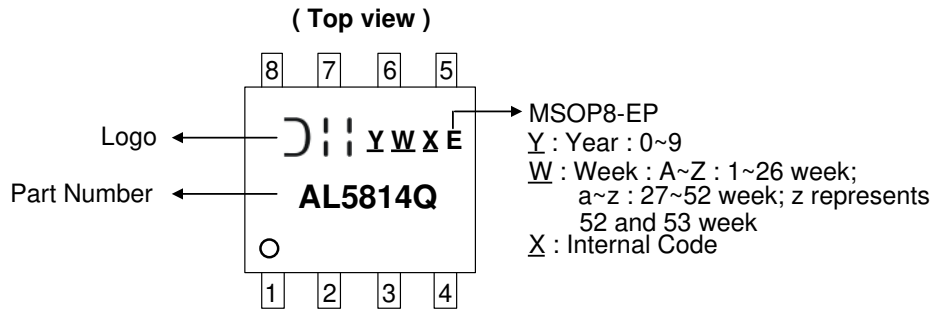 ( Top view )
8 7 6 5
Logo
Y W X E
Part Number
AL5814Q
1 2 3 4
MSOP8-EP
Y : Year : 0~9
W : Week : A~Z : 1~26 week;
a~z : 27~52 week; z represents
52 and 53 week
X : Internal Code